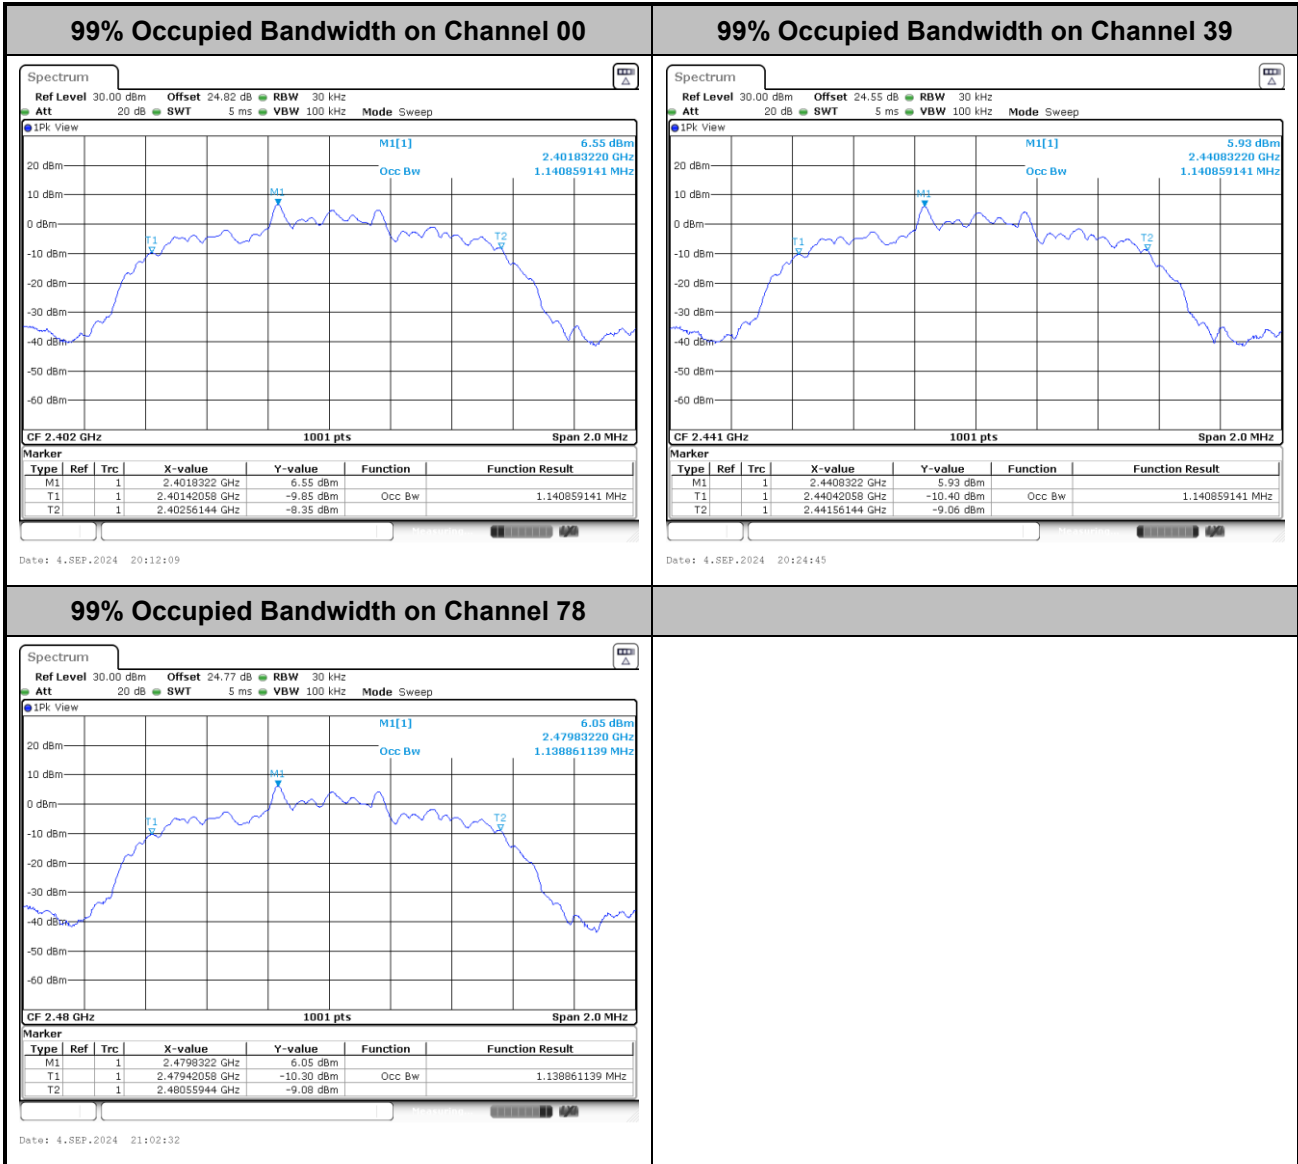 99% Occupied Bandwidth on Channel 00
Spectrum
Ref Level 30.00 dBm Offset 24.82 dB RBW 30 kHz
Att 20 dB SWT 5 ms VBW 100 kHz Mode Sweep
1Pk View
M1[1] 6.55 dBm
2.40183220 GHz
Occ Bw 1.140859141 MHz
20 dBm
10 dBm
M1
0 dBm
T1
T2
-10 dBm
-20 dBm
-30 dBm
-40 dBm
-50 dBm
-60 dBm
CF 2.402 GHz 1001 pts Span 2.0 MHz
Marker
Type Ref Trc X-value Y-value Function Function Result
M1 1 2.4018322 GHz 6.55 dBm
T1 1 2.40142058 GHz -9.85 dBm Occ Bw 1.140859141 MHz
T2 1 2.40256144 GHz -8.35 dBm
Date: 4.SEP.2024 20:12:09
99% Occupied Bandwidth on Channel 39
Spectrum
Ref Level 30.00 dBm Offset 24.55 dB RBW 30 kHz
Att 20 dB SWT 5 ms VBW 100 kHz Mode Sweep
1Pk View
M1[1] 5.93 dBm
2.44083220 GHz
Occ Bw 1.140859141 MHz
20 dBm
10 dBm
M1
0 dBm
T1
T2
-10 dBm
-20 dBm
-30 dBm
-40 dBm
-50 dBm
-60 dBm
CF 2.441 GHz 1001 pts Span 2.0 MHz
Marker
Type Ref Trc X-value Y-value Function Function Result
M1 1 2.4408322 GHz 5.93 dBm
T1 1 2.44042058 GHz -10.40 dBm Occ Bw 1.140859141 MHz
T2 1 2.44156144 GHz -9.06 dBm
Date: 4.SEP.2024 20:24:45
99% Occupied Bandwidth on Channel 78
Spectrum
Ref Level 30.00 dBm Offset 24.77 dB RBW 30 kHz
Att 20 dB SWT 5 ms VBW 100 kHz Mode Sweep
1Pk View
M1[1] 6.05 dBm
2.47983220 GHz
Occ Bw 1.138861139 MHz
20 dBm
10 dBm
M1
0 dBm
T1
T2
-10 dBm
-20 dBm
-30 dBm
-40 dBm
-50 dBm
-60 dBm
CF 2.48 GHz 1001 pts Span 2.0 MHz
Marker
Type Ref Trc X-value Y-value Function Function Result
M1 1 2.4798322 GHz 6.05 dBm
T1 1 2.47942058 GHz -10.30 dBm Occ Bw 1.138861139 MHz
T2 1 2.48055944 GHz -9.08 dBm
Date: 4.SEP.2024 21:02:32